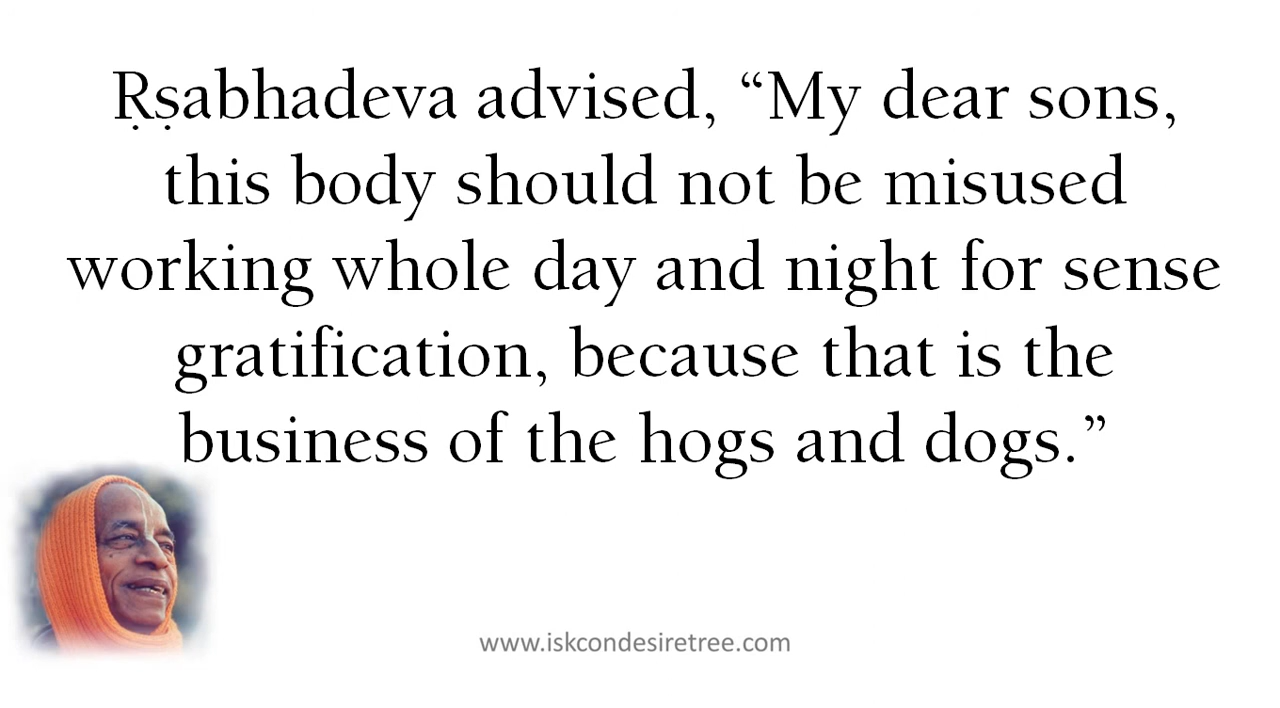 Ṛṣabhadeva advised, “My dear sons,
this body should not be misused
working whole day and night for sense
gratification, because that is the
business of the hogs and dogs.”
www.iskcondesiretree.com